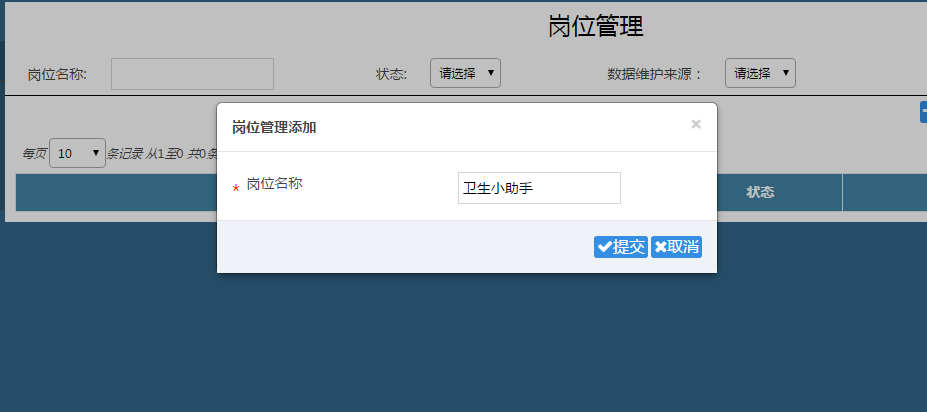 岗位管理
岗位名称: 状态: 请选择 数据维护来源： 请选择
岗位管理添加 ×
每页 10 条记录 从1至0 共0条
* 岗位名称 卫生小助手
状态
提交 取消